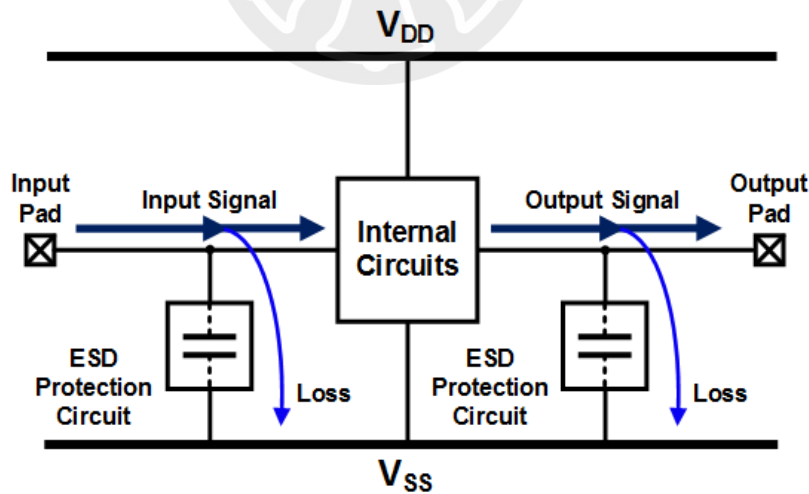 VDD
Input
Pad
Input Signal
Internal
Circuits
Output Signal
Output
Pad
ESD
Protection
Circuit
Loss
ESD
Protection
Circuit
Loss
VSS